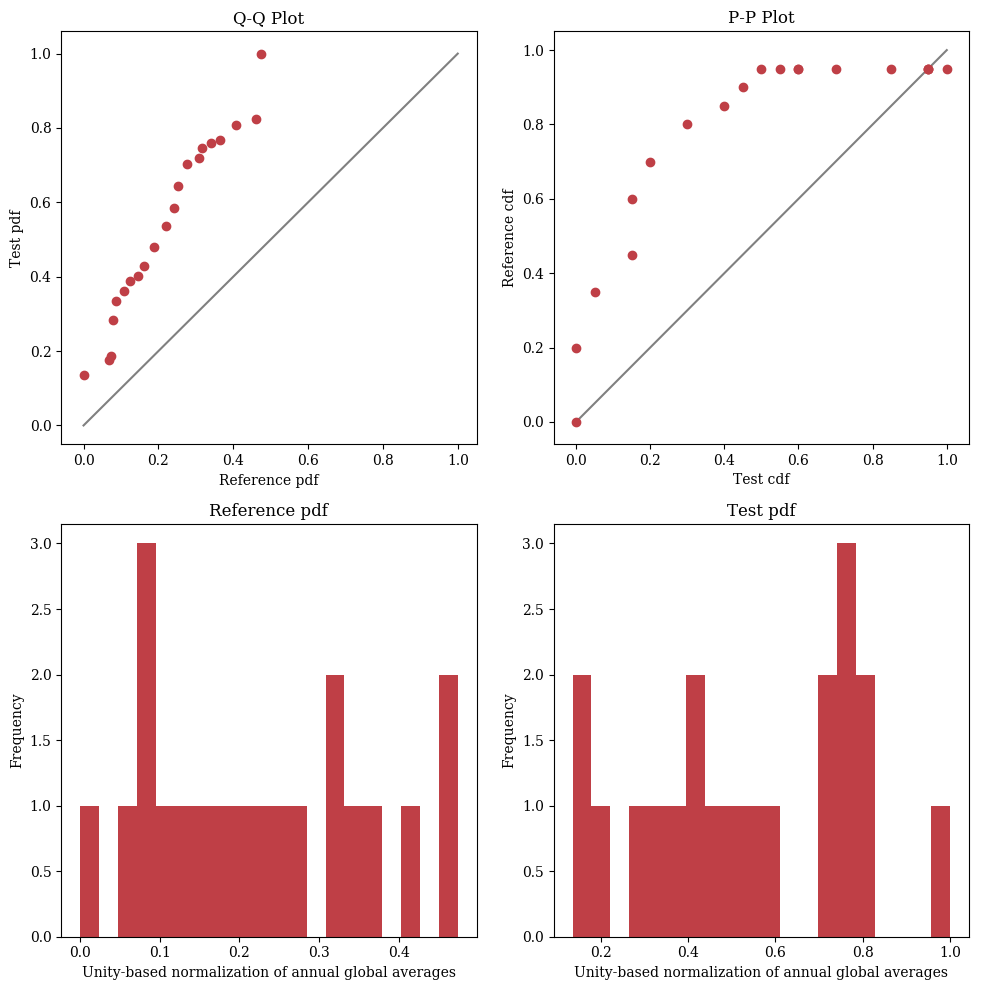 Q-Q Plot
1.0
0.8
0.6
0.4
0.2
0.0
Test pdf
0.0 0.2 0.4 0.6 0.8 1.0
Reference pdf
P-P Plot
1.0
0.8
0.6
0.4
0.2
0.0
Reference cdf
0.0 0.2 0.4 0.6 0.8 1.0
Test cdf
Reference pdf
3.0
2.5
2.0
1.5
1.0
0.5
0.0
Frequency
0.0 0.1 0.2 0.3 0.4
Unity-based normalization of annual global averages
Test pdf
3.0
2.5
2.0
1.5
1.0
0.5
0.0
Frequency
0.2 0.4 0.6 0.8 1.0
Unity-based normalization of annual global averages